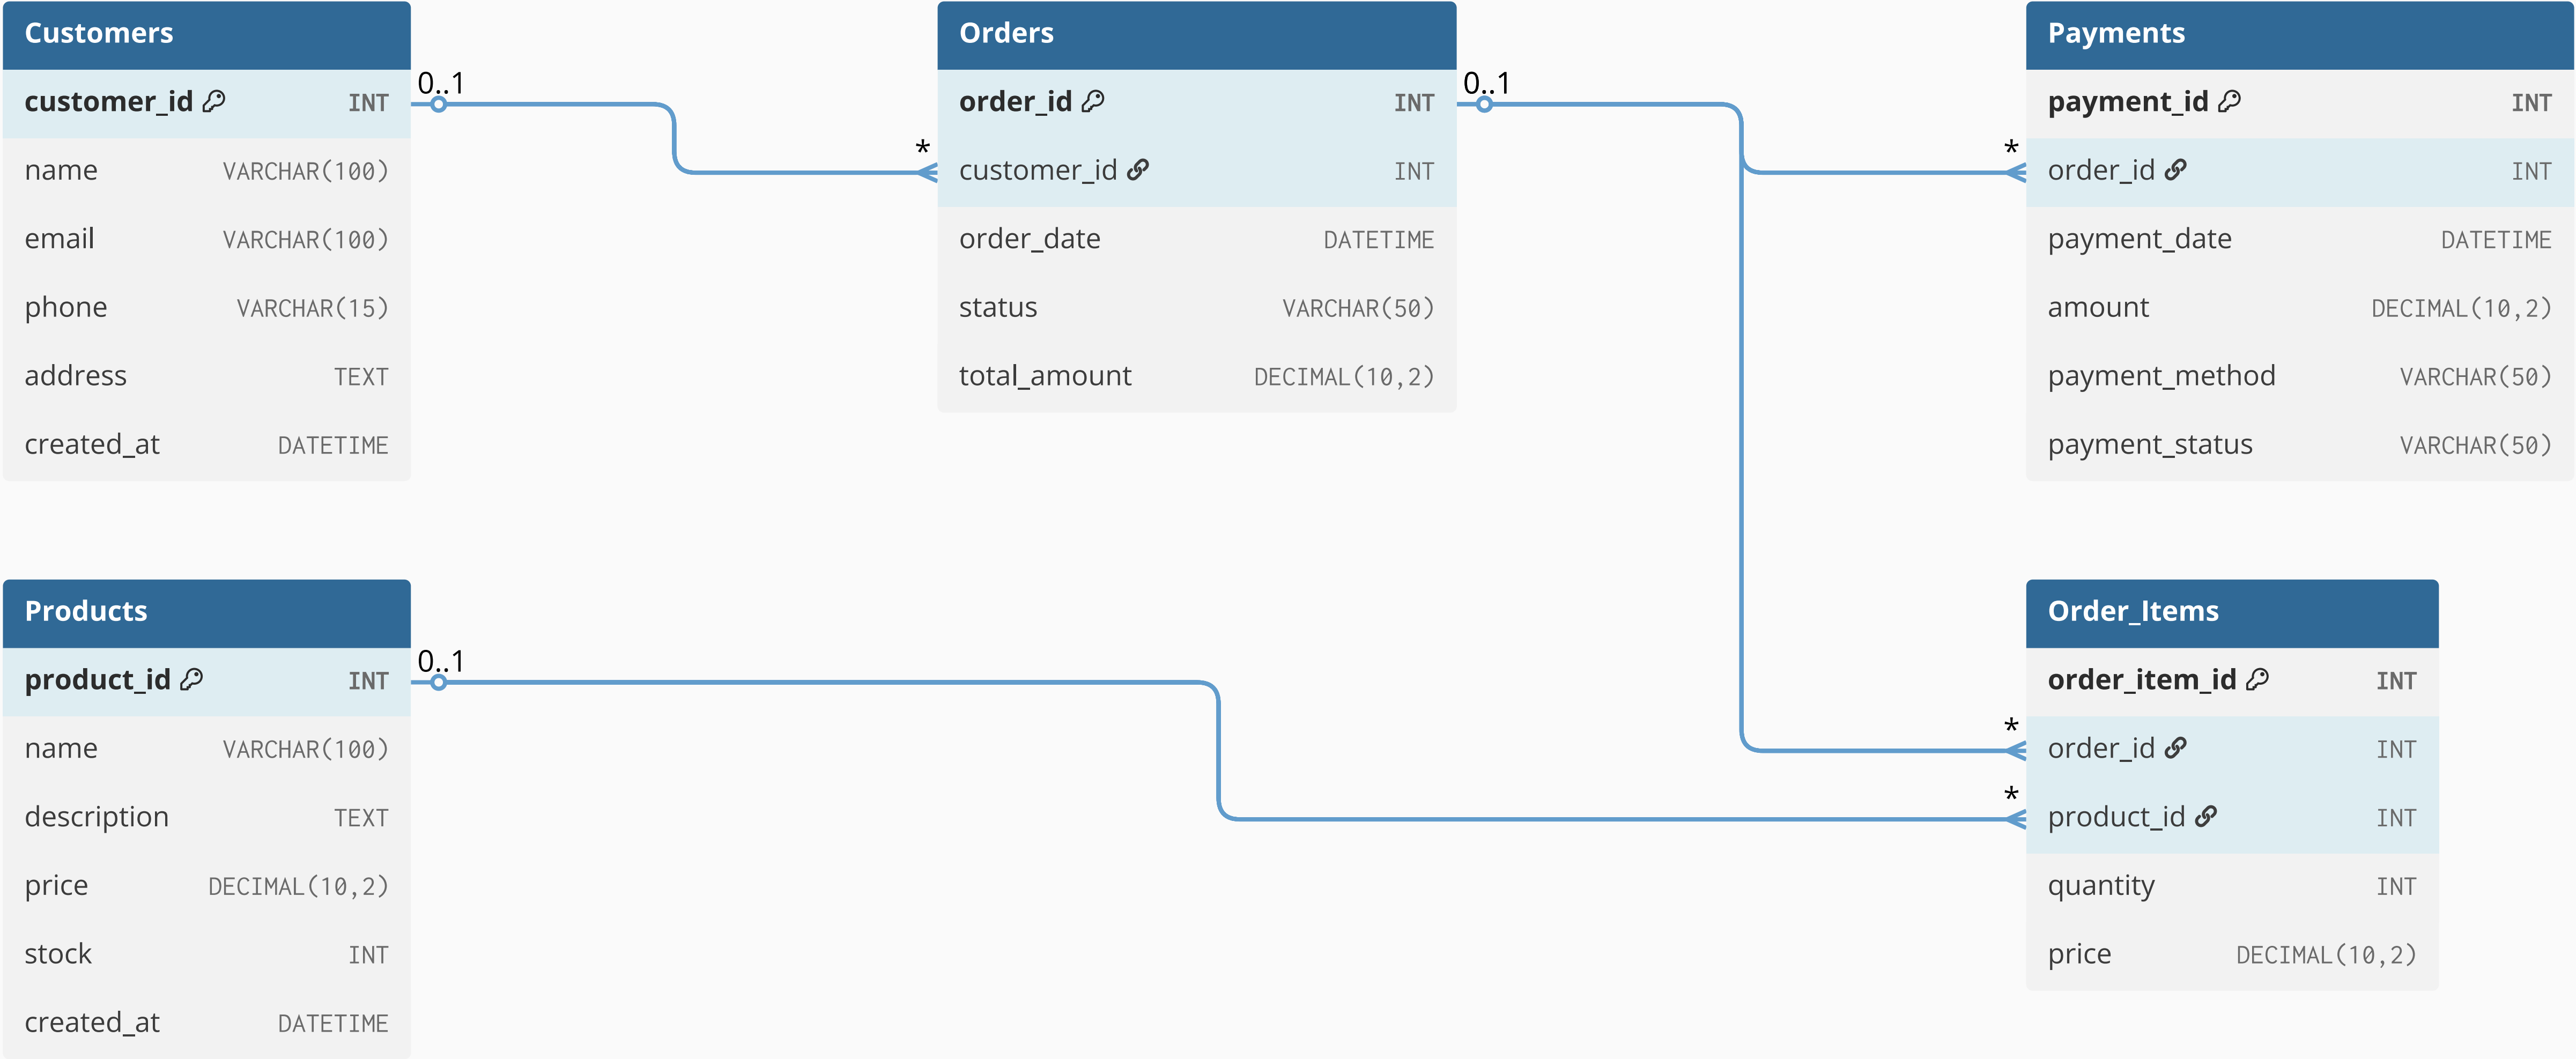 Customers
customer_id INT
name VARCHAR(100)
email VARCHAR(100)
phone VARCHAR(15)
address TEXT
created_at DATETIME
0..1
*
Orders
order_id INT
customer_id INT
order_date DATETIME
status VARCHAR(50)
total_amount DECIMAL(10,2)
0..1
*
Payments
payment_id INT
order_id INT
payment_date DATETIME
amount DECIMAL(10,2)
payment_method VARCHAR(50)
payment_status VARCHAR(50)
Products
product_id INT
name VARCHAR(100)
description TEXT
price DECIMAL(10,2)
stock INT
created_at DATETIME
0..1
*
*
Order_Items
order_item_id INT
order_id INT
product_id INT
quantity INT
price DECIMAL(10,2)